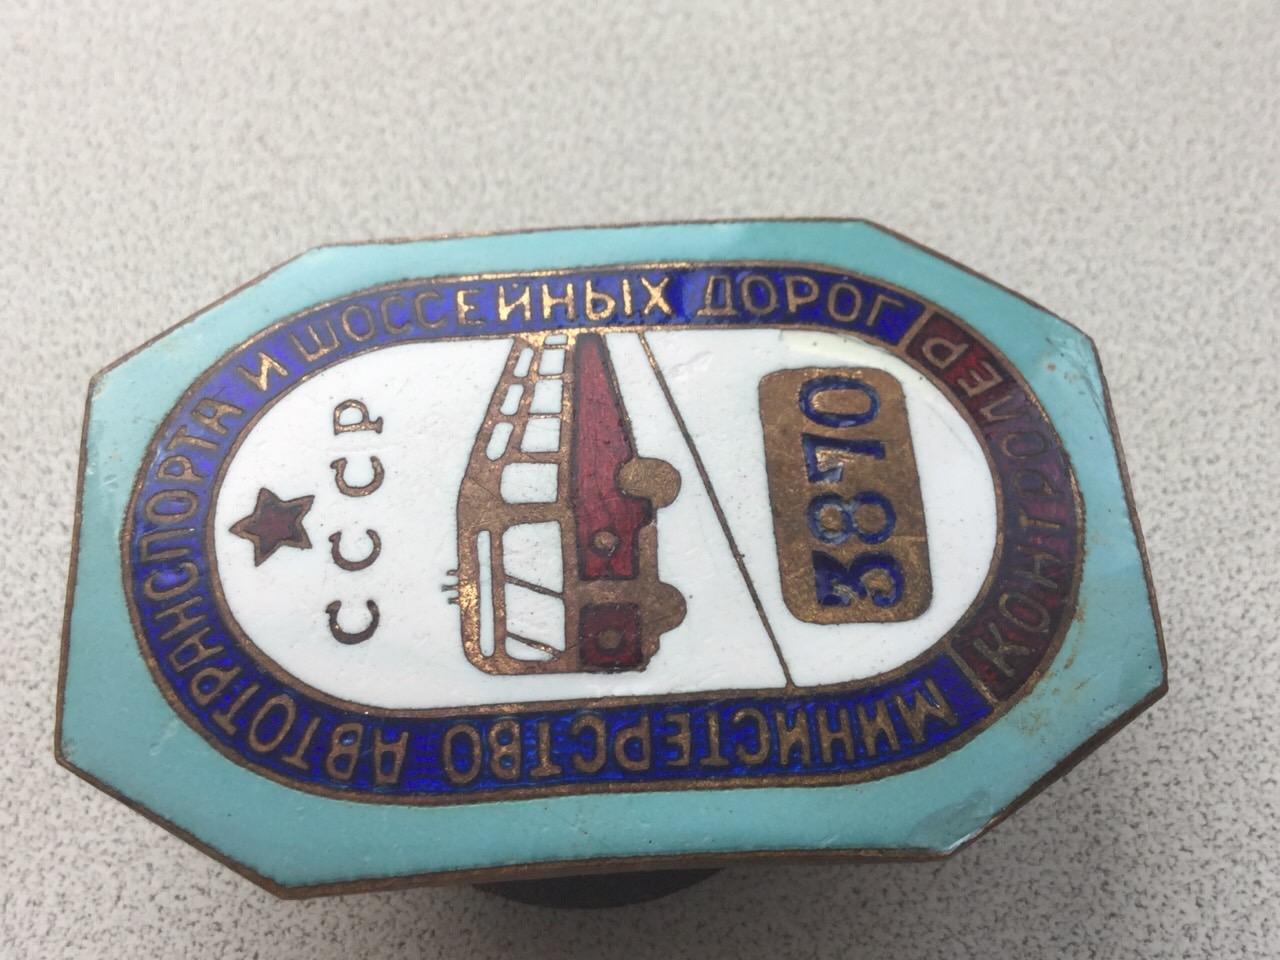 МИНИСТЕРСТВО АВТОТРАНСПОРТА И ШОССЕЙНЫХ ДОРОГ
СССР
3870
КОНТРОЛЕР